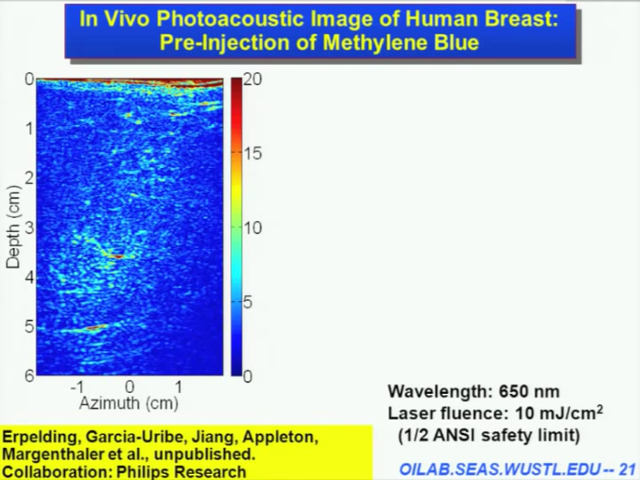 In Vivo Photoacoustic Image of Human Breast:
Pre-Injection of Methylene Blue
0
1
2
3
4
5
6
Depth (cm)
-1 0 1
Azimuth (cm)
20
15
10
5
0
Wavelength: 650 nm
Laser fluence: 10 mJ/cm²
(1/2 ANSI safety limit)
Erpelding, Garcia-Uribe, Jiang, Appleton,
Margenthaler et al., unpublished.
Collaboration: Philips Research
OILAB.SEAS.WUSTL.EDU -- 21